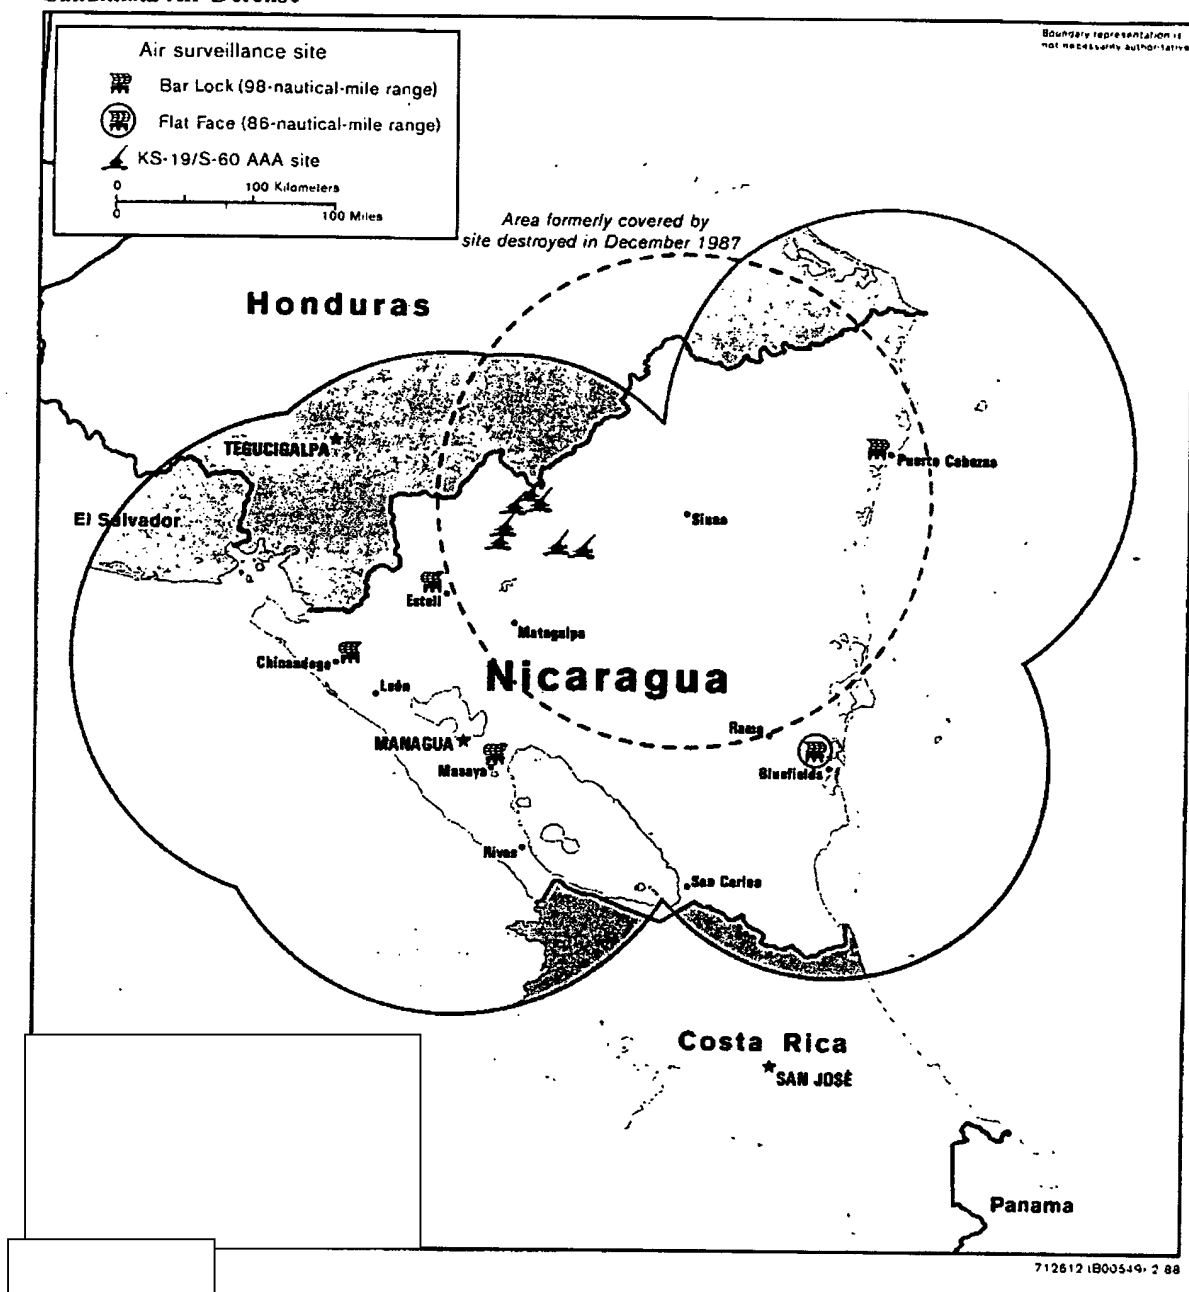 Boundary representation is
not necessarily authoritative
Air surveillance site
Bar Lock (98-nautical-mile range)
Flat Face (86-nautical-mile range)
KS-19/S-60 AAA site
0 100 Kilometers
0 100 Miles
Area formerly covered by
site destroyed in December 1987
Honduras
TEGUCIGALPA
Puerto Cabezas
El Salvador
Siuna
Estelí
Matagalpa
Chinandega
Nicaragua
León
Rama
MANAGUA
Masaya
Bluefields
Rivas
San Carlos
Costa Rica
SAN JOSÉ
Panama
712612 (B00549) 2 88